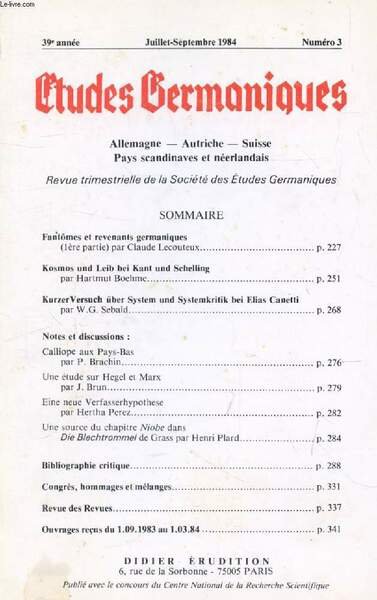 Le-livre.com
39e année Juillet-Septembre 1984 Numéro 3
Etudes Germaniques
Allemagne — Autriche — Suisse
Pays scandinaves et néerlandais
Revue trimestrielle de la Société des Études Germaniques
SOMMAIRE
Fantômes et revenants germaniques
(1ère partie) par Claude Lecouteux ... p. 227
Kosmos und Leib bei Kant und Schelling
par Hartmut Boehme ... p. 251
Kurzer Versuch über System und Systemkritik bei Elias Canetti
par W.G. Sebald ... p. 268
Notes et discussions :
Calliope aux Pays-Bas
par P. Brachin ... p. 276
Une étude sur Hegel et Marx
par J. Brun ... p. 279
Eine neue Verfasserhypothese
par Hertha Perez ... p. 282
Une source du chapitre Niobe dans
Die Blechtrommel de Grass par Henri Plard ... p. 284
Bibliographie critique ... p. 288
Congrès, hommages et mélanges ... p. 331
Revue des Revues ... p. 337
Ouvrages reçus du 1.09.1983 au 1.03.84 ... p. 341
DIDIER ÉRUDITION
6, rue de la Sorbonne - 75005 PARIS
Publié avec le concours du Centre National de la Recherche Scientifique